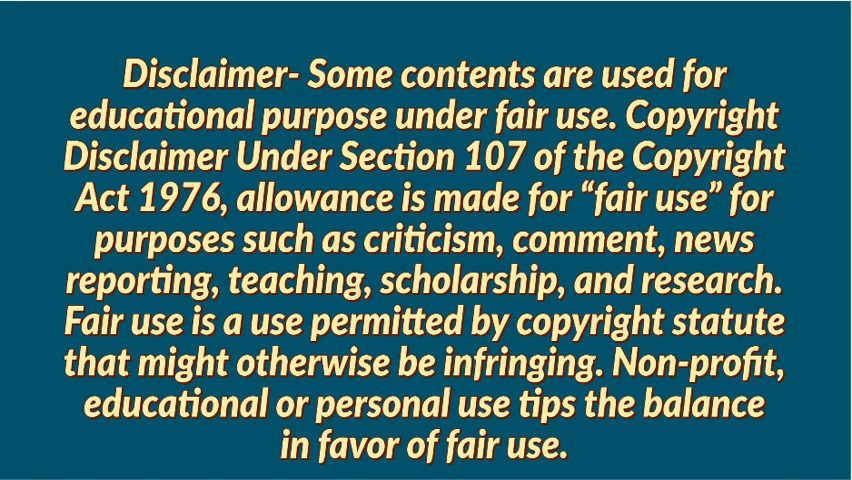 Disclaimer- Some contents are used for
educational purpose under fair use. Copyright
Disclaimer Under Section 107 of the Copyright
Act 1976, allowance is made for “fair use” for
purposes such as criticism, comment, news
reporting, teaching, scholarship, and research.
Fair use is a use permitted by copyright statute
that might otherwise be infringing. Non-profit,
educational or personal use tips the balance
in favor of fair use.